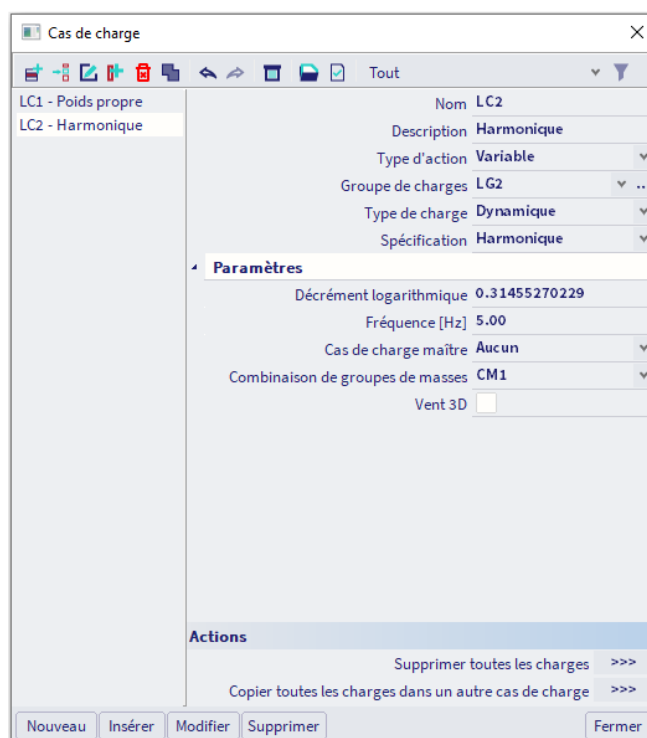 Cas de charge
Tout
LC1 - Poids propre
LC2 - Harmonique
Nom LC2
Description Harmonique
Type d'action Variable
Groupe de charges LG2 ..
Type de charge Dynamique
Spécification Harmonique
Paramètres
Décrément logarithmique 0.31455270229
Fréquence [Hz] 5.00
Cas de charge maître Aucun
Combinaison de groupes de masses CM1
Vent 3D
Actions
Supprimer toutes les charges >>>
Copier toutes les charges dans un autre cas de charge >>>
Nouveau Insérer Modifier Supprimer Fermer